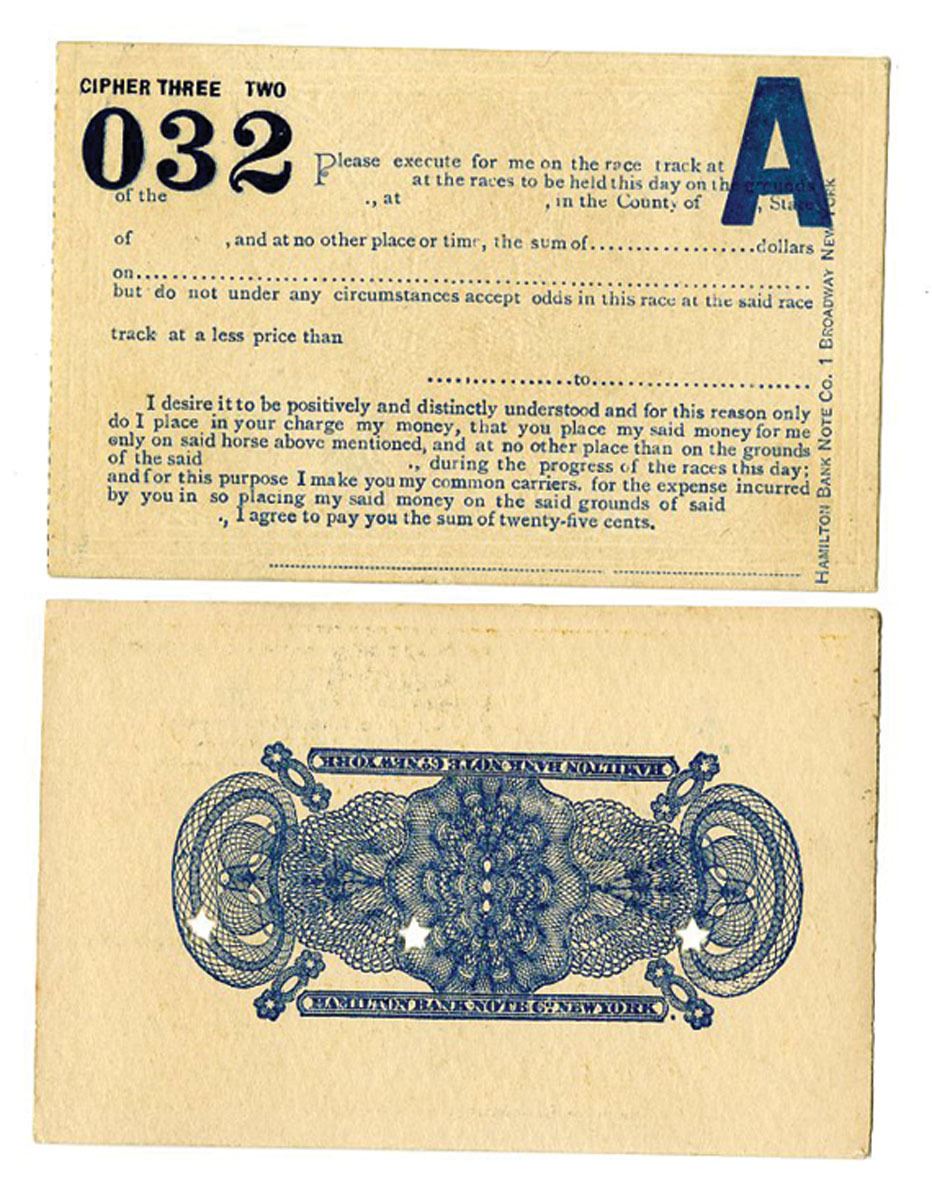 CIPHER THREE TWO
032
A
Please execute for me on the race track at
at the races to be held this day on the grounds
of the ., at , in the County of , State
of , and at no other place or time, the sum of..................dollars
on....................................................................................
but do not under any circumstances accept odds in this race at the said race
track at a less price than
..................to........................
I desire it to be positively and distinctly understood and for this reason only
do I place in your charge my money, that you place my said money for me
only on said horse above mentioned, and at no other place than on the grounds
of the said ., during the progress of the races this day;
and for this purpose I make you my common carriers. for the expense incurred
by you in so placing my said money on the said grounds of said
., I agree to pay you the sum of twenty-five cents.
HAMILTON BANK NOTE CO. 1 BROADWAY NEW YORK
HAMILTON BANK NOTE Co. NEW YORK
HAMILTON BANK NOTE Co. NEW YORK